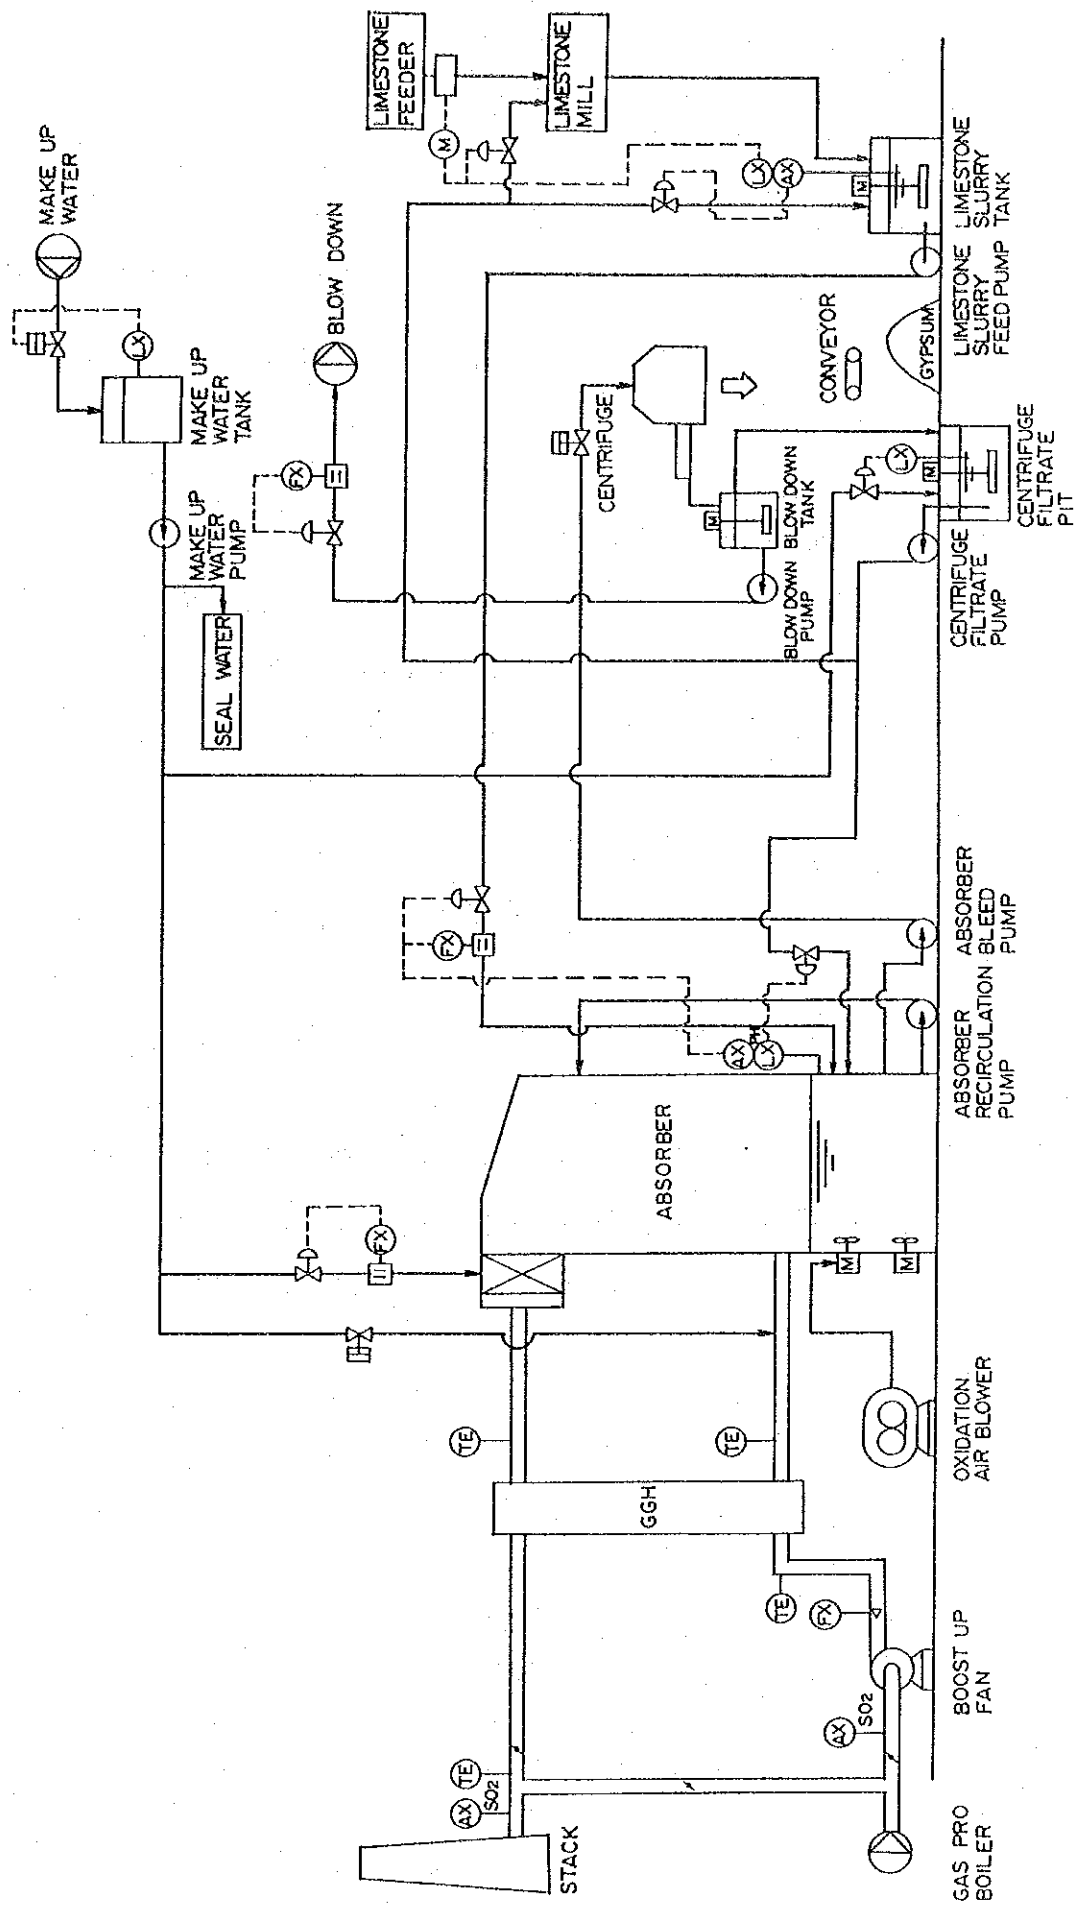 MAKE UP
WATER
LX
MAKE UP
WATER
TANK
MAKE UP
WATER
PUMP
SEAL WATER
BLOW DOWN
FX
LIMESTONE
FEEDER
M
LIMESTONE
MILL
LX
AX
M
LIMESTONE
SLURRY
TANK
LIMESTONE
SLURRY
FEED PUMP
CENTRIFUGE
CONVEYOR
GYPSUM
M
BLOW DOWN
TANK
BLOW DOWN
PUMP
LX
M
CENTRIFUGE
FILTRATE
PIT
CENTRIFUGE
FILTRATE
PUMP
FX
AX
PH
LX
ABSORBER
BLEED
PUMP
ABSORBER
RECIRCULATION
PUMP
FX
ABSORBER
M
M
TE
TE
GGH
OXIDATION
AIR BLOWER
TE
FX
BOOST UP
FAN
AX
SO2
TE
AX
SO2
STACK
GAS PRO
BOILER